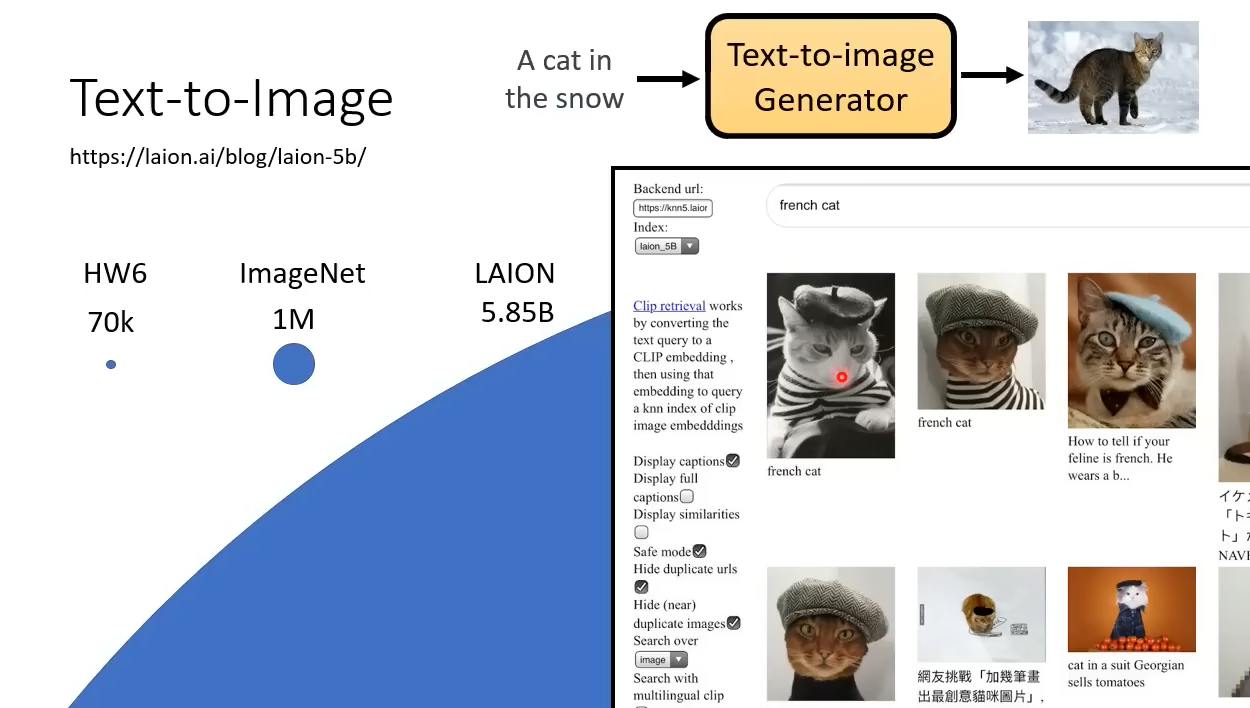 Text-to-Image
https://laion.ai/blog/laion-5b/
A cat in
the snow
Text-to-image
Generator
HW6
70k
ImageNet
1M
LAION
5.85B
Backend url:
https://knn5.laior
Index:
laion_5B
french cat
Clip retrieval works
by converting the
text query to a
CLIP embedding ,
then using that
embedding to query
a knn index of clip
image embedddings
Display captions
Display full
captions
Display similarities
Safe mode
Hide duplicate urls
Hide (near)
duplicate images
Search over
image
Search with
multilingual clip
french cat
french cat
How to tell if your
feline is french. He
wears a b...
イケ
「トキ
ト」か
NAVE
網友挑戰「加幾筆畫
出最創意貓咪圖片」,
cat in a suit Georgian
sells tomatoes